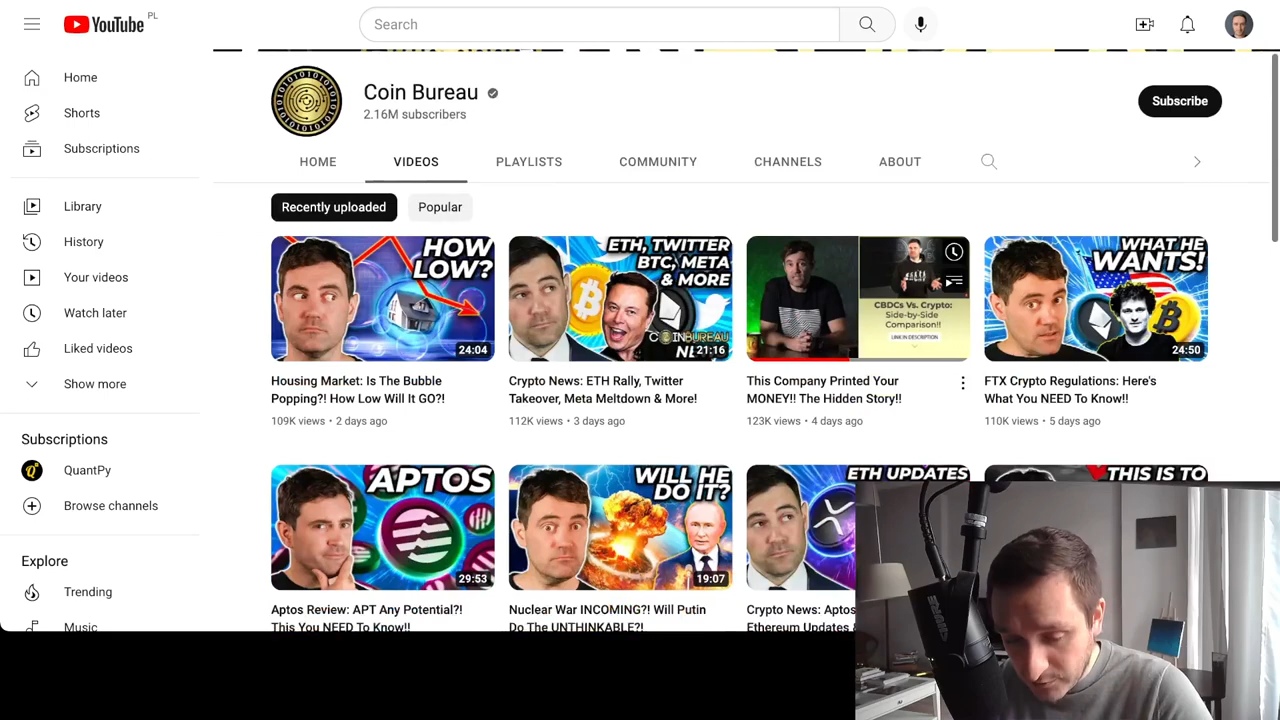 YouTube PL
Search
Home
Shorts
Subscriptions
Library
History
Your videos
Watch later
Liked videos
Show more
Subscriptions
QuantPy
Browse channels
Explore
Trending
Music
Coin Bureau
2.16M subscribers
Subscribe
HOME
VIDEOS
PLAYLISTS
COMMUNITY
CHANNELS
ABOUT
Recently uploaded
Popular
HOW
LOW?
24:04
Housing Market: Is The Bubble
Popping?! How Low Will It GO?!
109K views • 2 days ago
ETH, TWITTER
BTC, META
& MORE
COINBUREAU
21:16
Crypto News: ETH Rally, Twitter
Takeover, Meta Meltdown & More!
112K views • 3 days ago
CBDCs Vs. Crypto:
Side-by-Side
Comparison!!
LINK IN DESCRIPTION
This Company Printed Your
MONEY!! The Hidden Story!!
123K views • 4 days ago
WHAT HE
WANTS!
24:50
FTX Crypto Regulations: Here's
What You NEED To Know!!
110K views • 5 days ago
APTOS
29:53
Aptos Review: APT Any Potential?!
This You NEED To Know!!
WILL HE
DO IT?
19:07
Nuclear War INCOMING?! Will Putin
Do The UNTHINKABLE?!
ETH UPDATES
Crypto News: Aptos
Ethereum Updates &
THIS IS TO
SHURE